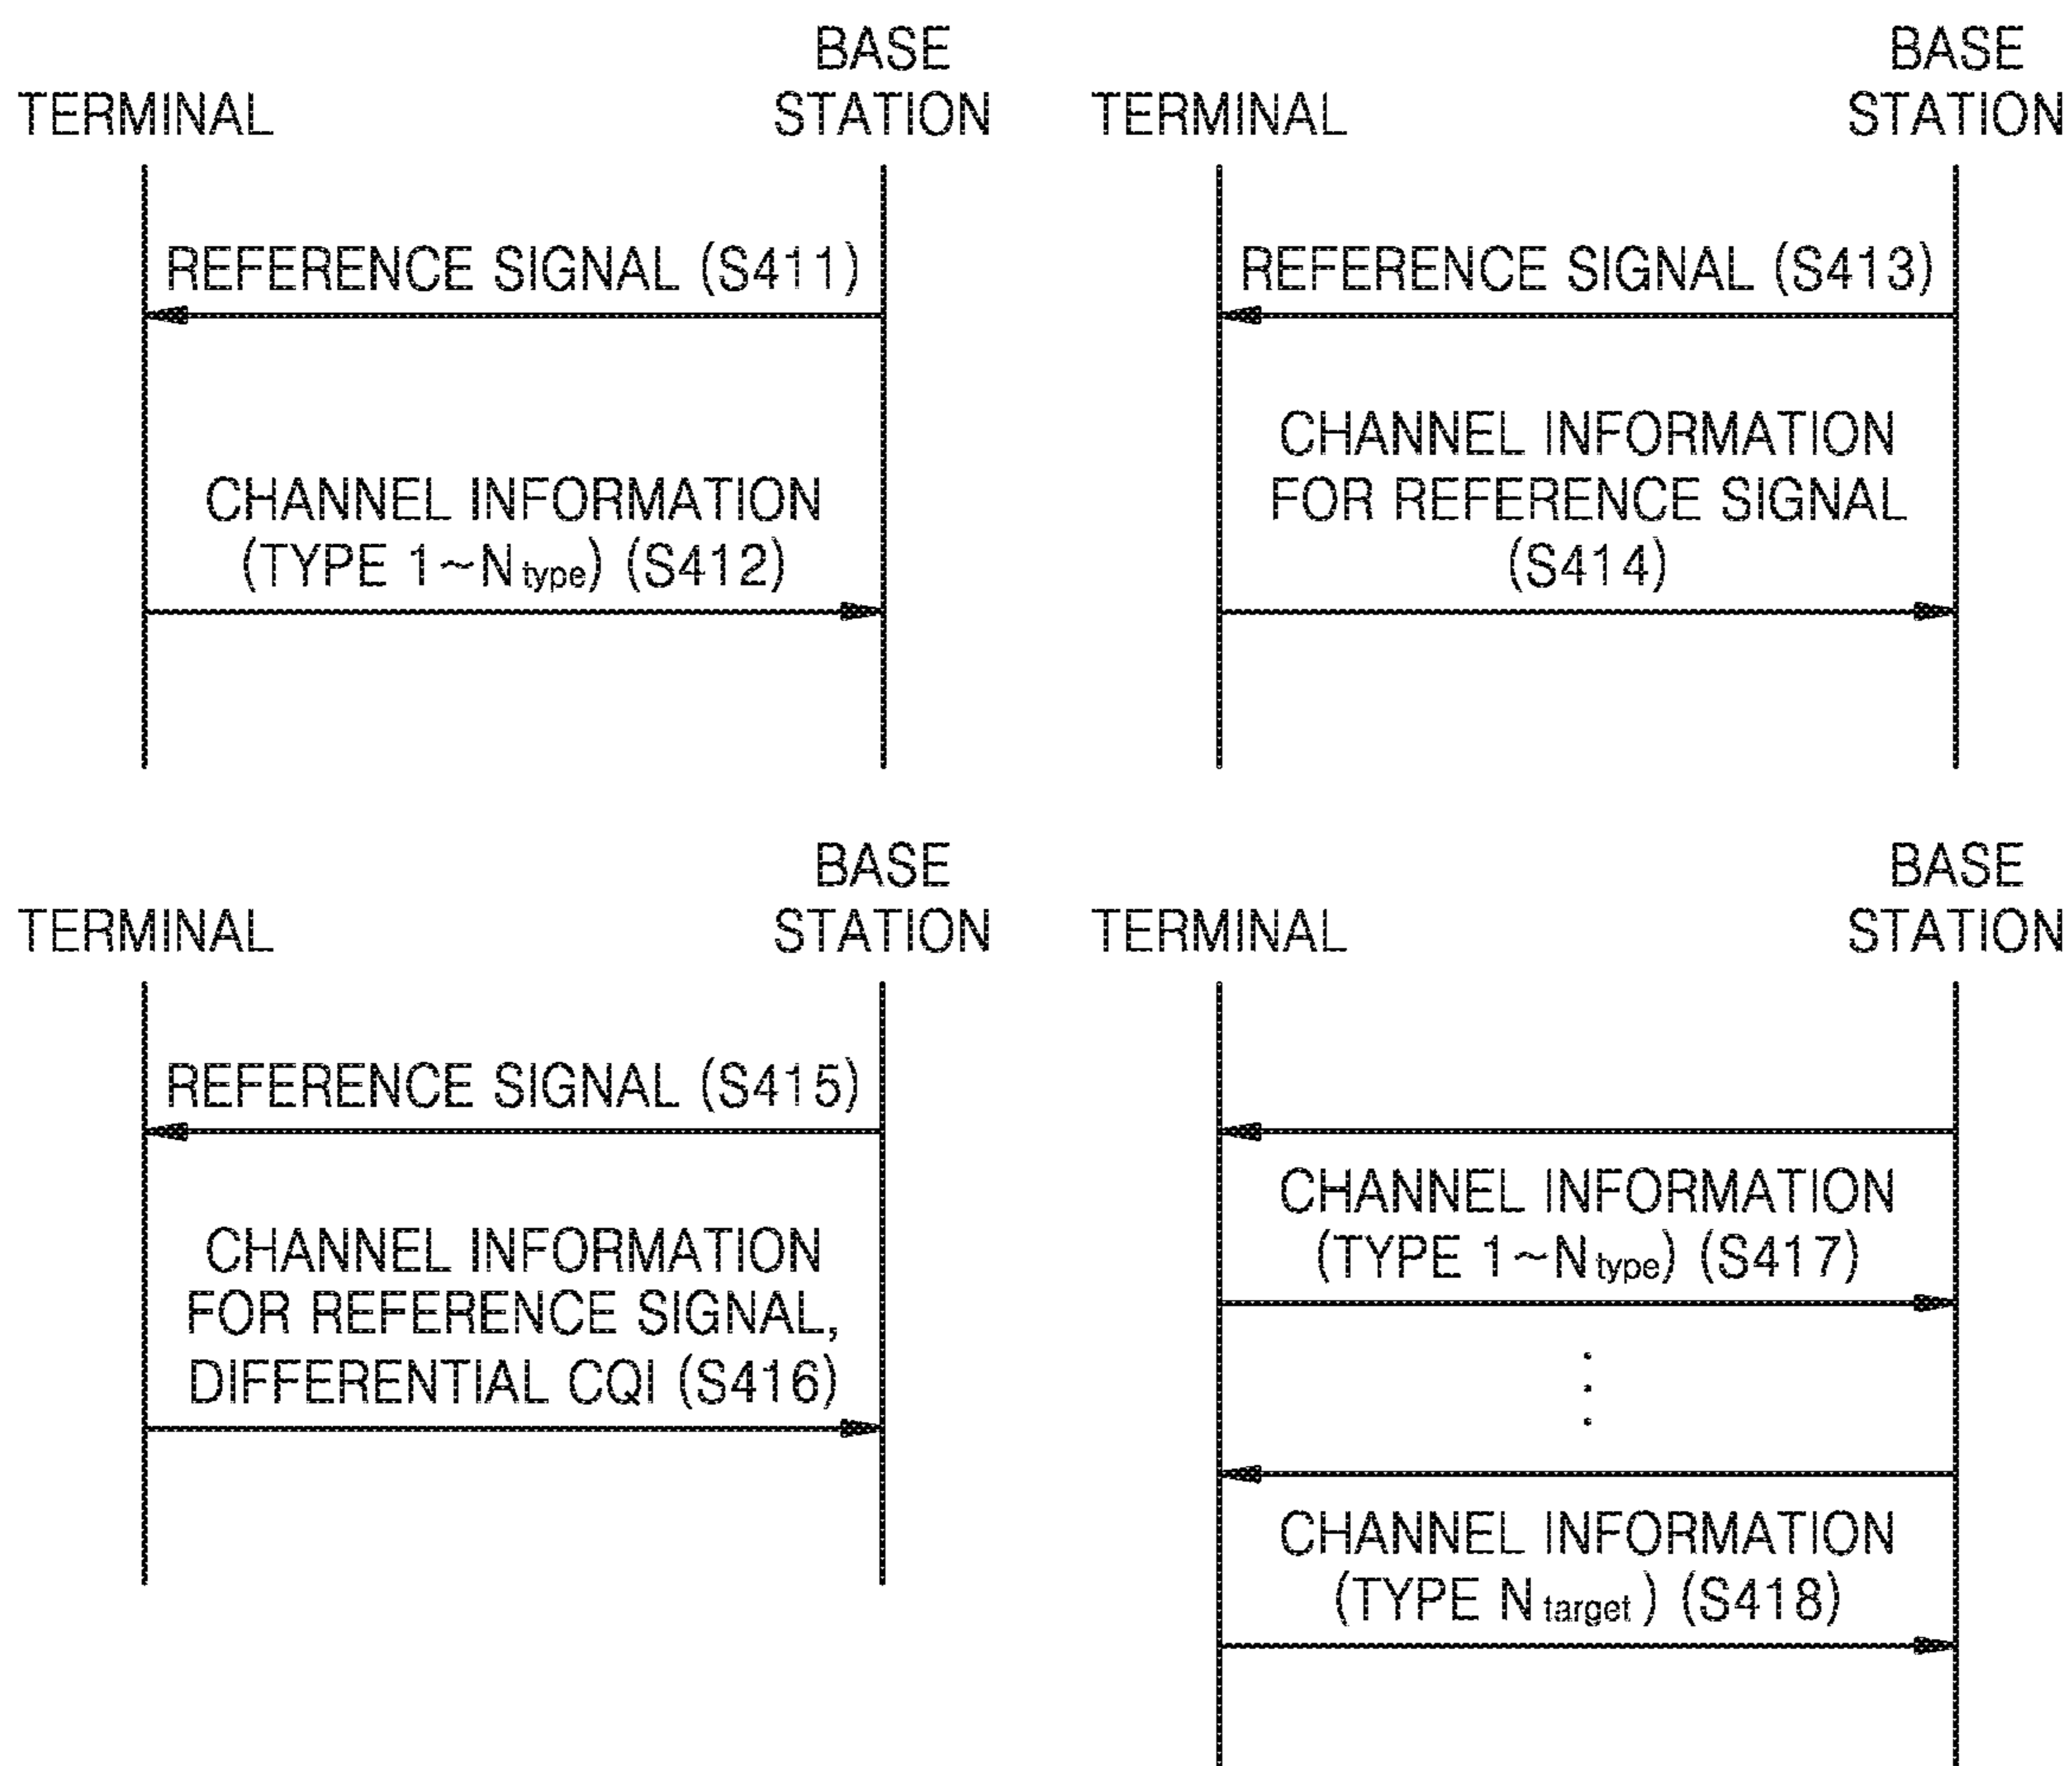 BASE
TERMINAL STATION
REFERENCE SIGNAL (S411)
CHANNEL INFORMATION
(TYPE 1~N type) (S412)
BASE
TERMINAL STATION
REFERENCE SIGNAL (S413)
CHANNEL INFORMATION
FOR REFERENCE SIGNAL
(S414)
BASE
TERMINAL STATION
REFERENCE SIGNAL (S415)
CHANNEL INFORMATION
FOR REFERENCE SIGNAL,
DIFFERENTIAL CQI (S416)
BASE
TERMINAL STATION
CHANNEL INFORMATION
(TYPE 1~N type) (S417)
CHANNEL INFORMATION
(TYPE N target ) (S418)